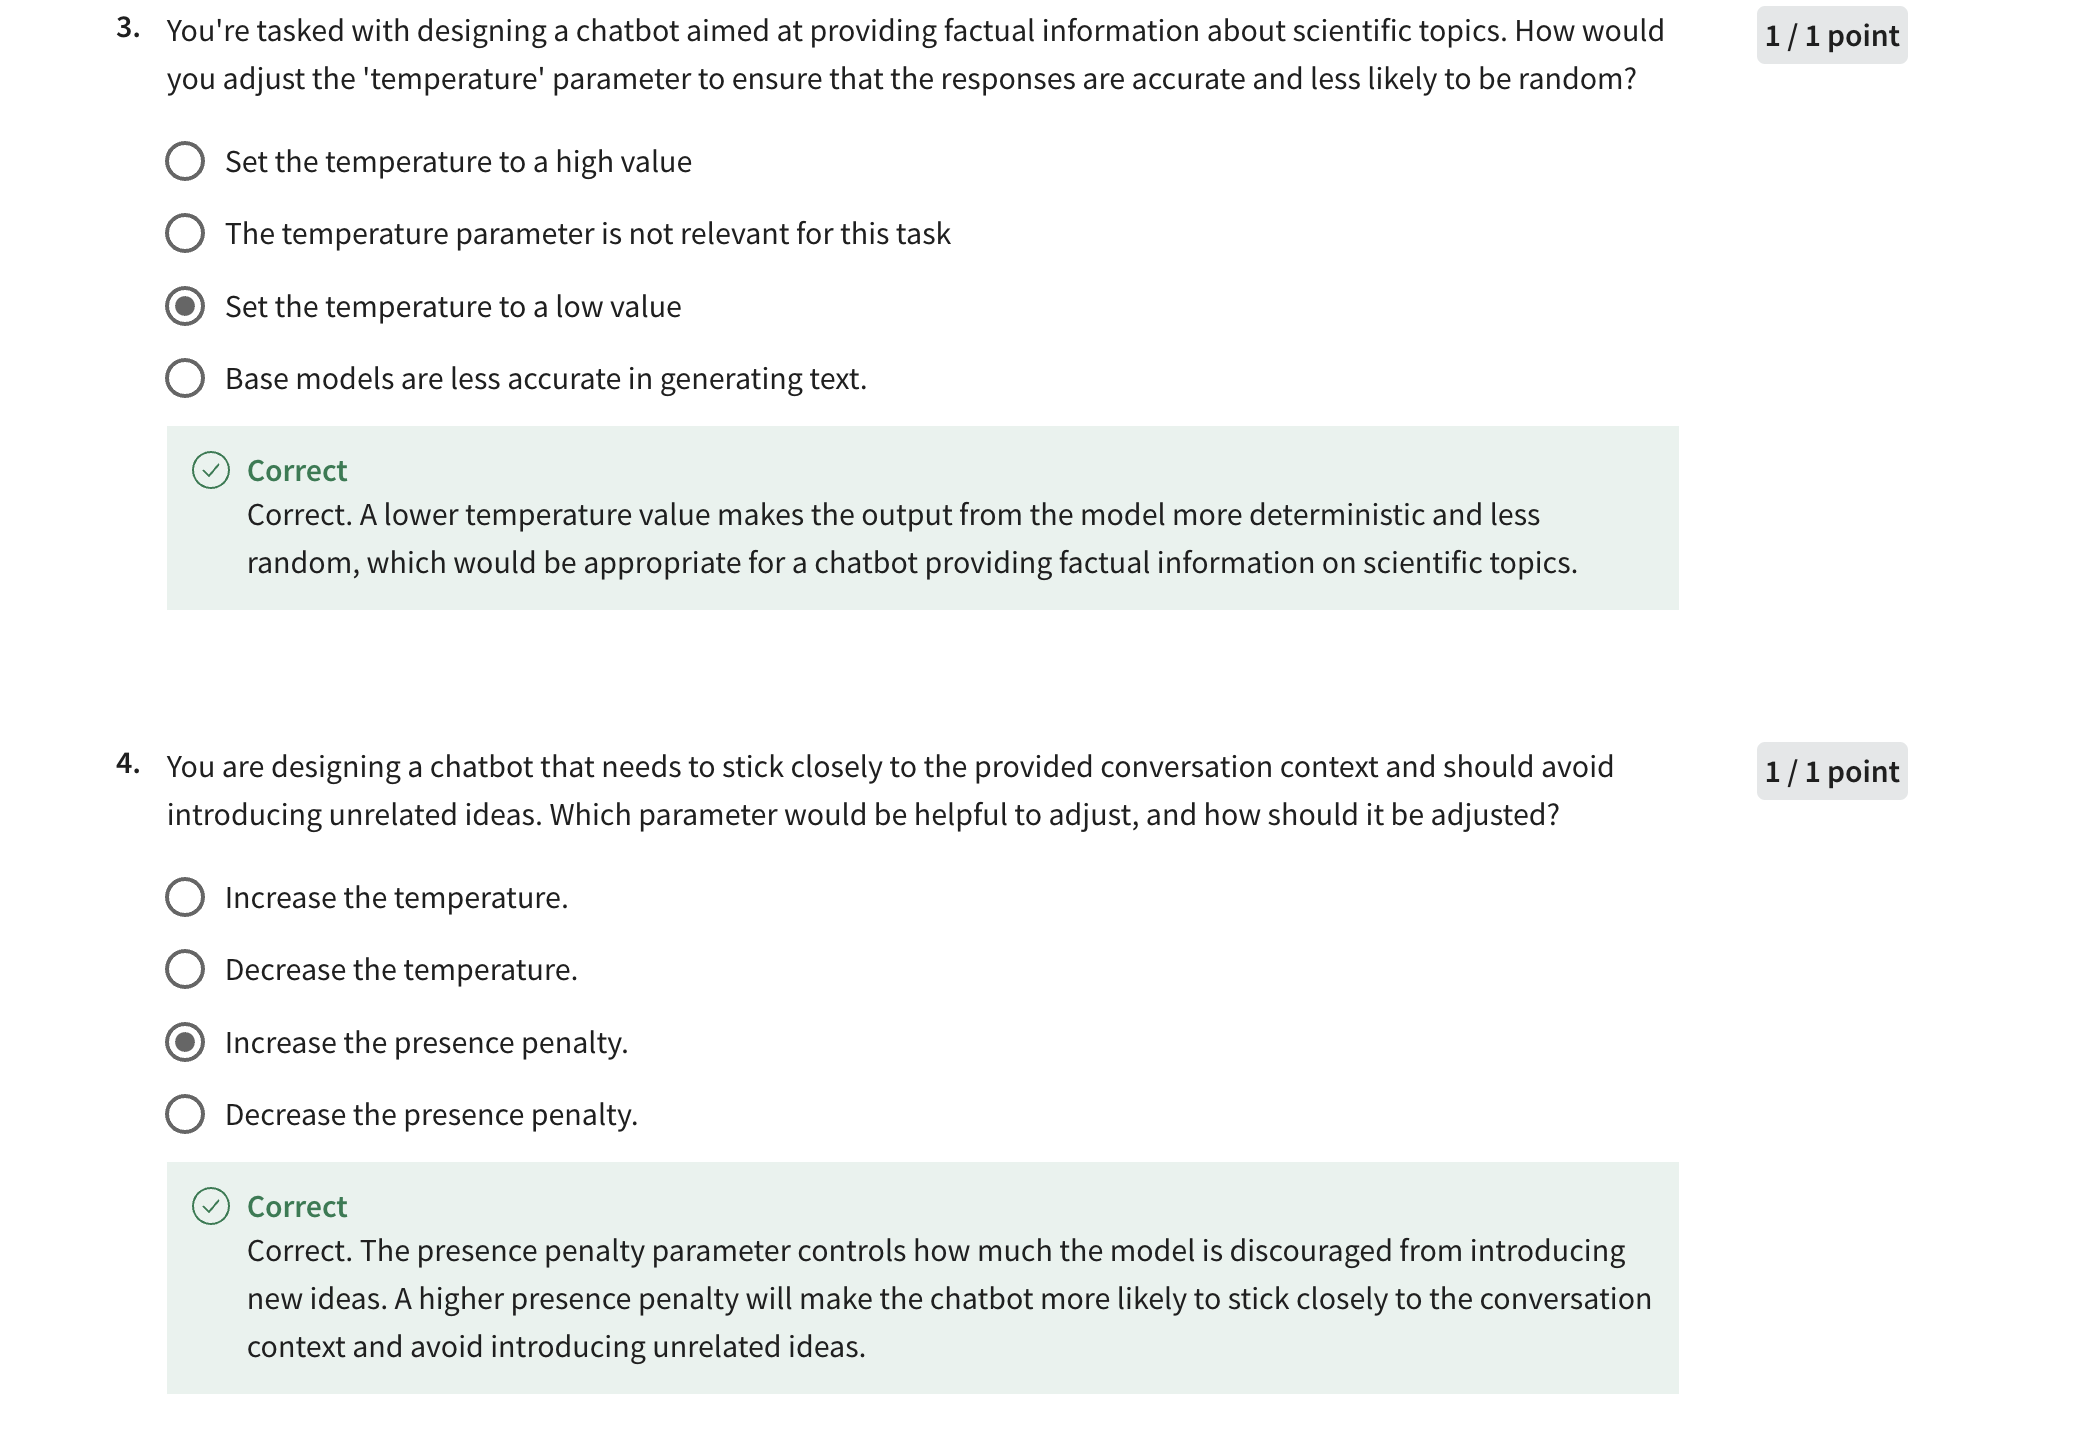 3. You're tasked with designing a chatbot aimed at providing factual information about scientific topics. How would
you adjust the 'temperature' parameter to ensure that the responses are accurate and less likely to be random?
1 / 1 point
Set the temperature to a high value
The temperature parameter is not relevant for this task
Set the temperature to a low value
Base models are less accurate in generating text.
Correct
Correct. A lower temperature value makes the output from the model more deterministic and less
random, which would be appropriate for a chatbot providing factual information on scientific topics.
4. You are designing a chatbot that needs to stick closely to the provided conversation context and should avoid
introducing unrelated ideas. Which parameter would be helpful to adjust, and how should it be adjusted?
1 / 1 point
Increase the temperature.
Decrease the temperature.
Increase the presence penalty.
Decrease the presence penalty.
Correct
Correct. The presence penalty parameter controls how much the model is discouraged from introducing
new ideas. A higher presence penalty will make the chatbot more likely to stick closely to the conversation
context and avoid introducing unrelated ideas.